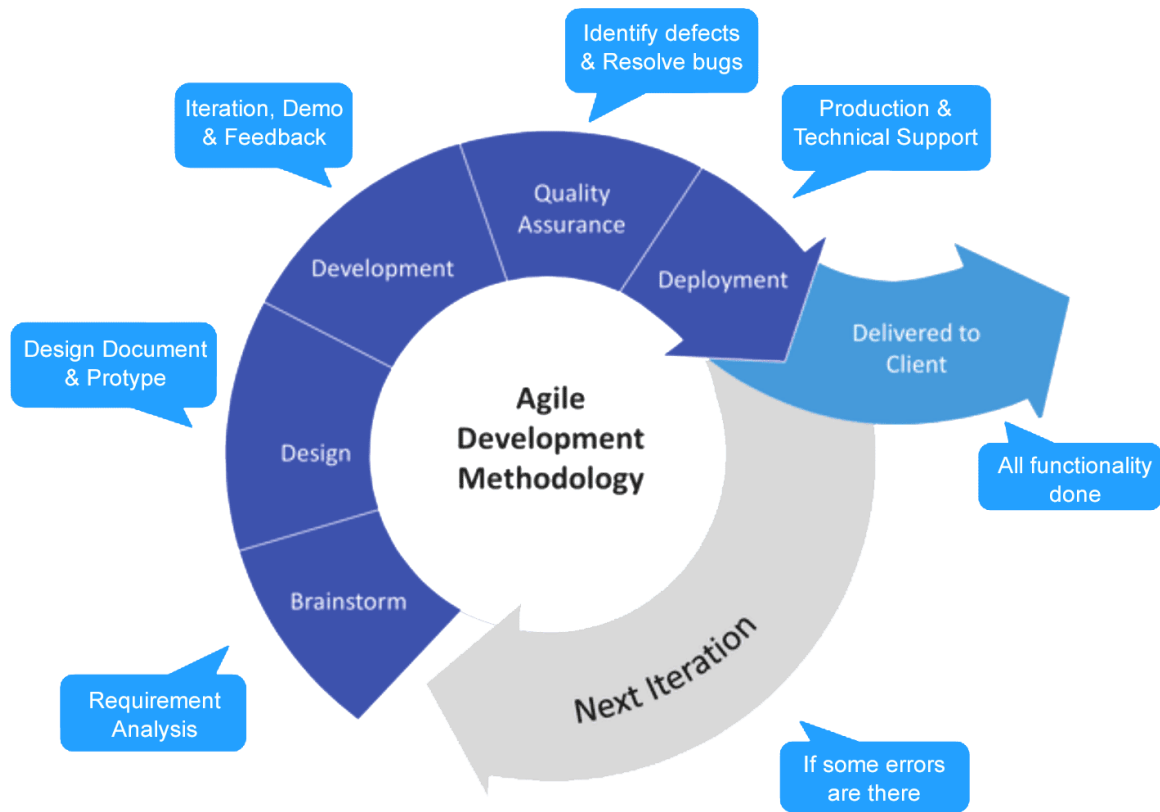 Identify defects
& Resolve bugs
Iteration, Demo
& Feedback
Production &
Technical Support
Quality
Assurance
Development
Deployment
Delivered to
Client
Design Document
& Protype
Agile
Development
Methodology
Design
All functionality
done
Brainstorm
Next Iteration
Requirement
Analysis
If some errors
are there